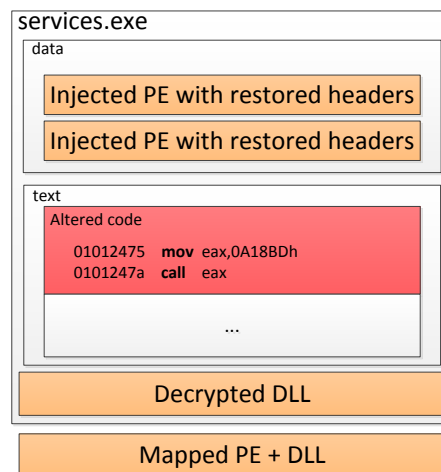 services.exe
data
Injected PE with restored headers
Injected PE with restored headers
text
Altered code
01012475 mov eax,0A18BDh
0101247a call eax
...
Decrypted DLL
Mapped PE + DLL